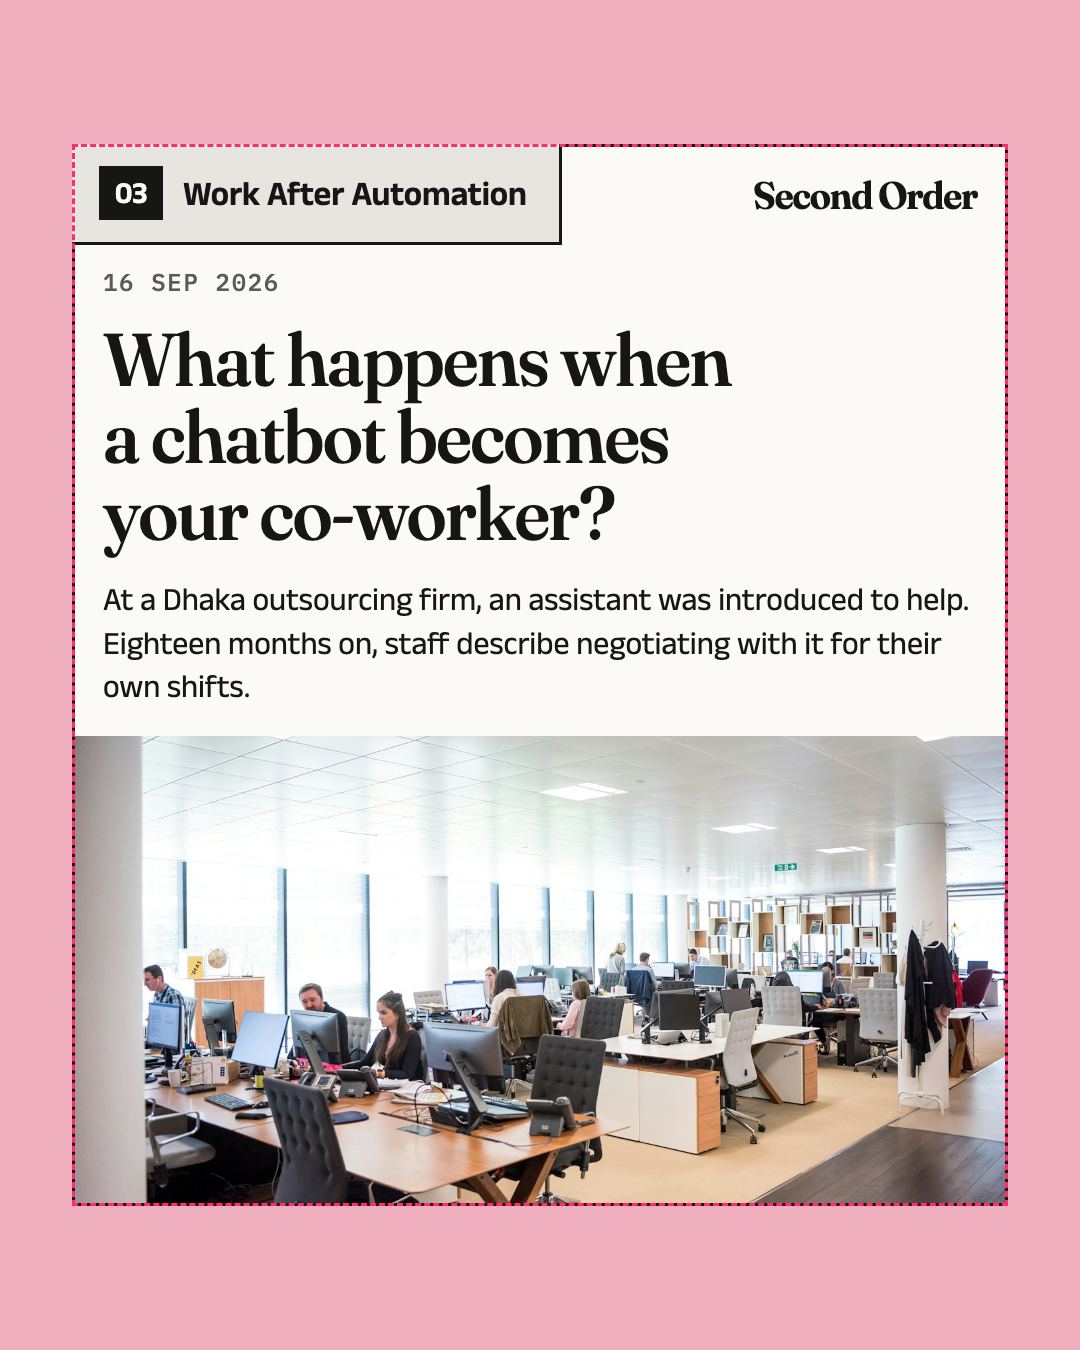 03 Work After Automation
Second Order
16 SEP 2026
What happens when
a chatbot becomes
your co-worker?
At a Dhaka outsourcing firm, an assistant was introduced to help.
Eighteen months on, staff describe negotiating with it for their
own shifts.